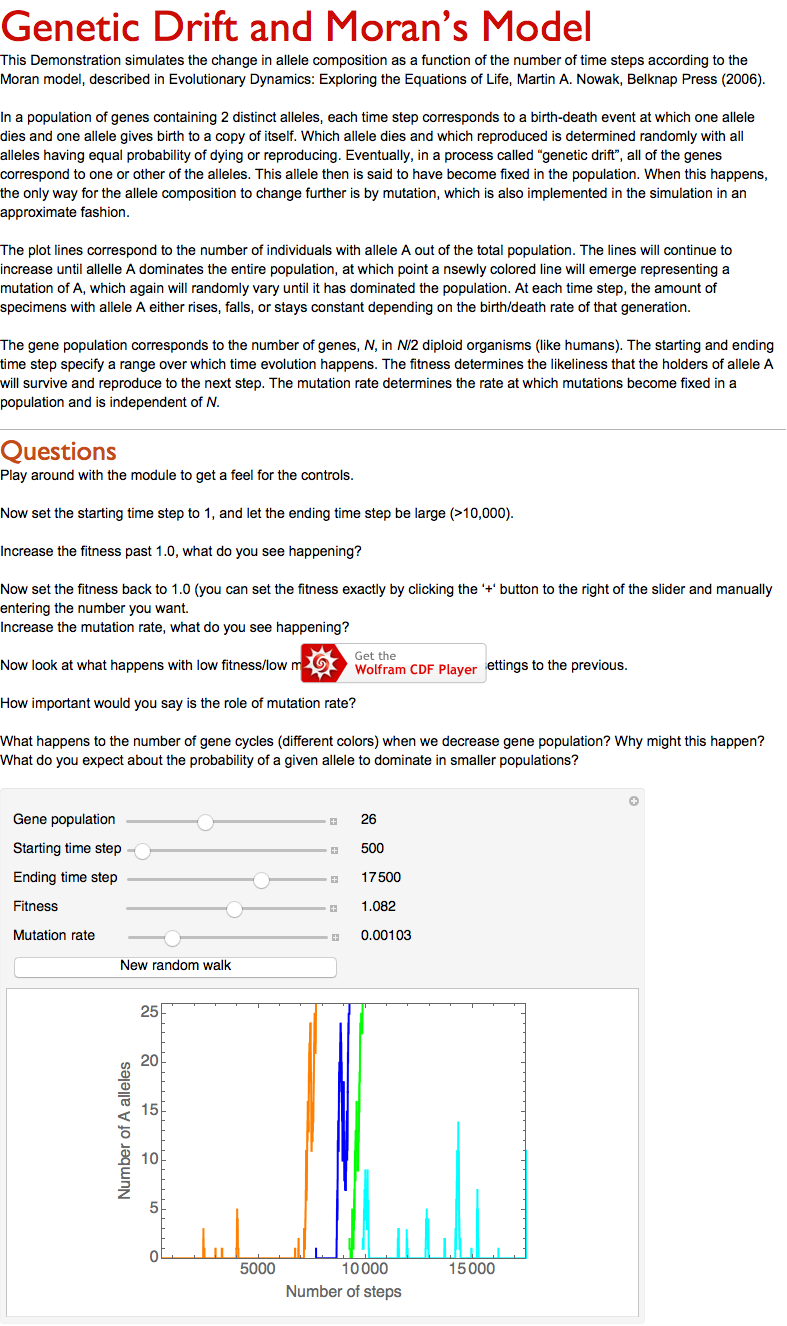 Genetic Drift and Moran's Model
This Demonstration simulates the change in allele composition as a function of the number of time steps according to the
Moran model, described in Evolutionary Dynamics: Exploring the Equations of Life, Martin A. Nowak, Belknap Press (2006).
In a population of genes containing 2 distinct alleles, each time step corresponds to a birth-death event at which one allele
dies and one allele gives birth to a copy of itself. Which allele dies and which reproduced is determined randomly with all
alleles having equal probability of dying or reproducing. Eventually, in a process called “genetic drift”, all of the genes
correspond to one or other of the alleles. This allele then is said to have become fixed in the population. When this happens,
the only way for the allele composition to change further is by mutation, which is also implemented in the simulation in an
approximate fashion.
The plot lines correspond to the number of individuals with allele A out of the total population. The lines will continue to
increase until allelle A dominates the entire population, at which point a nsewly colored line will emerge representing a
mutation of A, which again will randomly vary until it has dominated the population. At each time step, the amount of
specimens with allele A either rises, falls, or stays constant depending on the birth/death rate of that generation.
The gene population corresponds to the number of genes, N, in N/2 diploid organisms (like humans). The starting and ending
time step specify a range over which time evolution happens. The fitness determines the likeliness that the holders of allele A
will survive and reproduce to the next step. The mutation rate determines the rate at which mutations become fixed in a
population and is independent of N.
Questions
Play around with the module to get a feel for the controls.
Now set the starting time step to 1, and let the ending time step be large (>10,000).
Increase the fitness past 1.0, what do you see happening?
Now set the fitness back to 1.0 (you can set the fitness exactly by clicking the '+' button to the right of the slider and manually
entering the number you want.
Increase the mutation rate, what do you see happening?
Get the
Now look at what happens with low fitness/low Wolfram CDF Player ettings to the previous.
How important would you say is the role of mutation rate?
What happens to the number of gene cycles (different colors) when we decrease gene population? Why might this happen?
What do you expect about the probability of a given allele to dominate in smaller populations?
Gene population 26
Starting time step 500
Ending time step 17500
Fitness 1.082
Mutation rate 0.00103
New random walk
25
20
15
10
5
0
Number of A alleles
5000 10000 15000
Number of steps